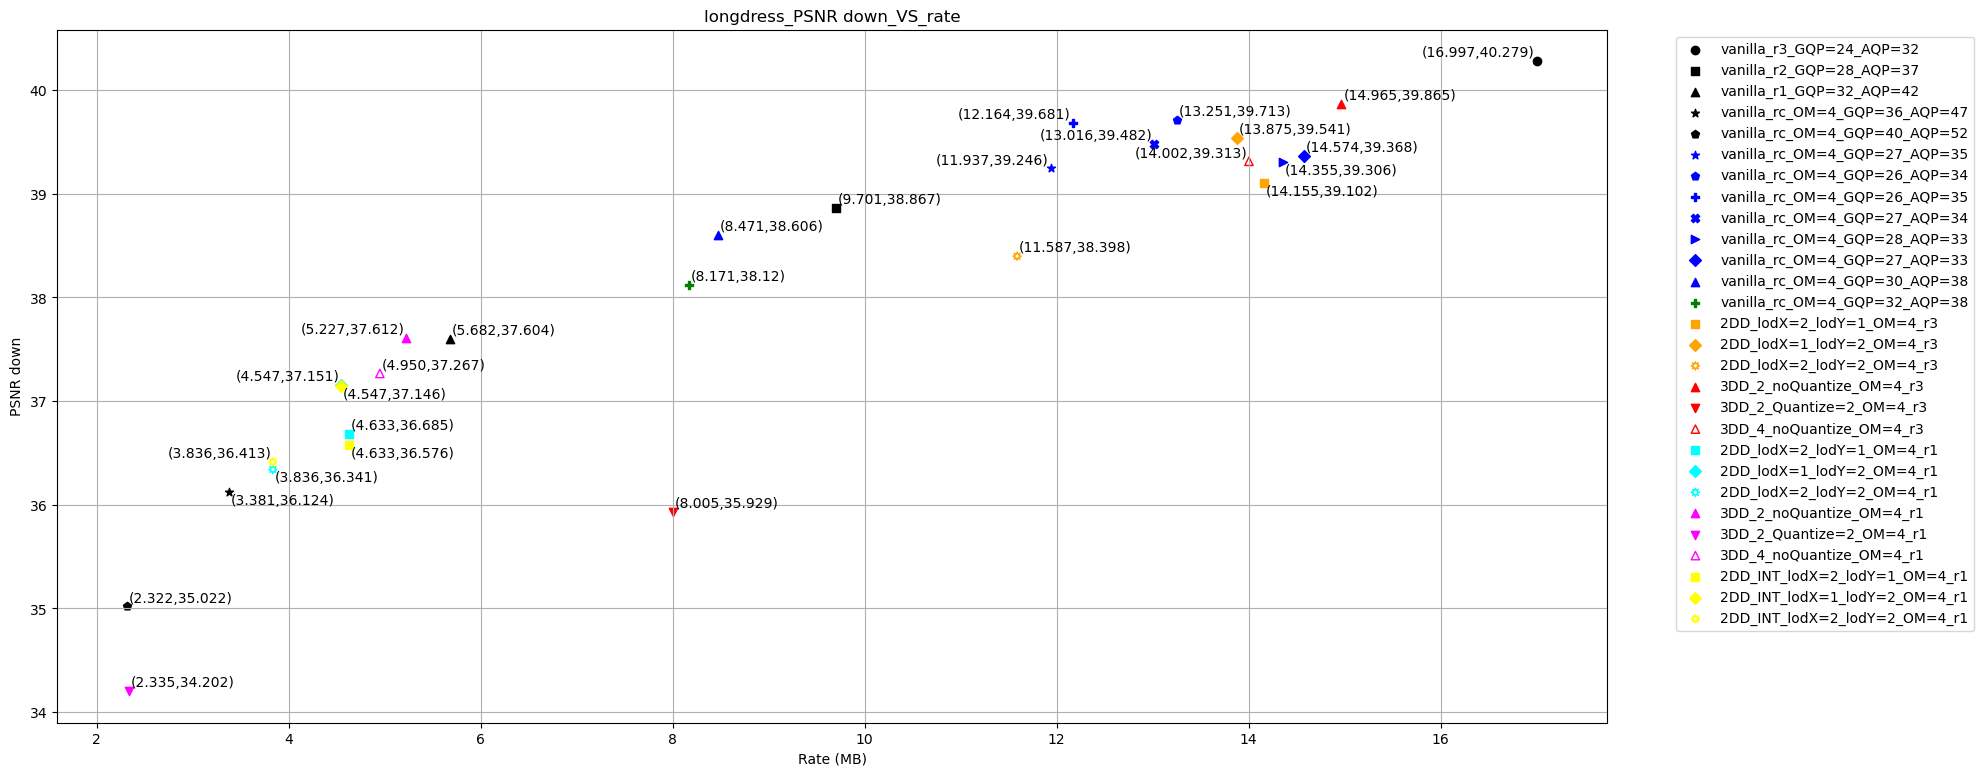 longdress_PSNR down_VS_rate
(16.997,40.279)
(14.965,39.865)
(12.164,39.681)
(13.251,39.713)
(13.016,39.482)
(13.875,39.541)
(11.937,39.246)
(14.002,39.313)
(14.574,39.368)
(14.355,39.306)
(14.155,39.102)
(9.701,38.867)
(8.471,38.606)
(11.587,38.398)
(8.171,38.12)
(5.227,37.612)
(5.682,37.604)
(4.950,37.267)
(4.547,37.151)
(4.547,37.146)
(4.633,36.685)
(4.633,36.576)
(3.836,36.413)
(3.836,36.341)
(3.381,36.124)
(8.005,35.929)
(2.322,35.022)
(2.335,34.202)
PSNR down
40
39
38
37
36
35
34
2
4
6
8
10
12
14
16
Rate (MB)
vanilla_r3_GQP=24_AQP=32
vanilla_r2_GQP=28_AQP=37
vanilla_r1_GQP=32_AQP=42
vanilla_rc_OM=4_GQP=36_AQP=47
vanilla_rc_OM=4_GQP=40_AQP=52
vanilla_rc_OM=4_GQP=27_AQP=35
vanilla_rc_OM=4_GQP=26_AQP=34
vanilla_rc_OM=4_GQP=26_AQP=35
vanilla_rc_OM=4_GQP=27_AQP=34
vanilla_rc_OM=4_GQP=28_AQP=33
vanilla_rc_OM=4_GQP=27_AQP=33
vanilla_rc_OM=4_GQP=30_AQP=38
vanilla_rc_OM=4_GQP=32_AQP=38
2DD_lodX=2_lodY=1_OM=4_r3
2DD_lodX=1_lodY=2_OM=4_r3
2DD_lodX=2_lodY=2_OM=4_r3
3DD_2_noQuantize_OM=4_r3
3DD_2_Quantize=2_OM=4_r3
3DD_4_noQuantize_OM=4_r3
2DD_lodX=2_lodY=1_OM=4_r1
2DD_lodX=1_lodY=2_OM=4_r1
2DD_lodX=2_lodY=2_OM=4_r1
3DD_2_noQuantize_OM=4_r1
3DD_2_Quantize=2_OM=4_r1
3DD_4_noQuantize_OM=4_r1
2DD_INT_lodX=2_lodY=1_OM=4_r1
2DD_INT_lodX=1_lodY=2_OM=4_r1
2DD_INT_lodX=2_lodY=2_OM=4_r1